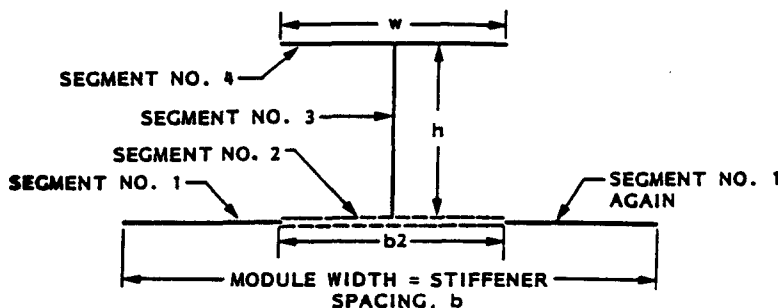 w
SEGMENT NO. 4
SEGMENT NO. 3
h
SEGMENT NO. 2
SEGMENT NO. 1
SEGMENT NO. 1
AGAIN
b2
MODULE WIDTH = STIFFENER
SPACING, b